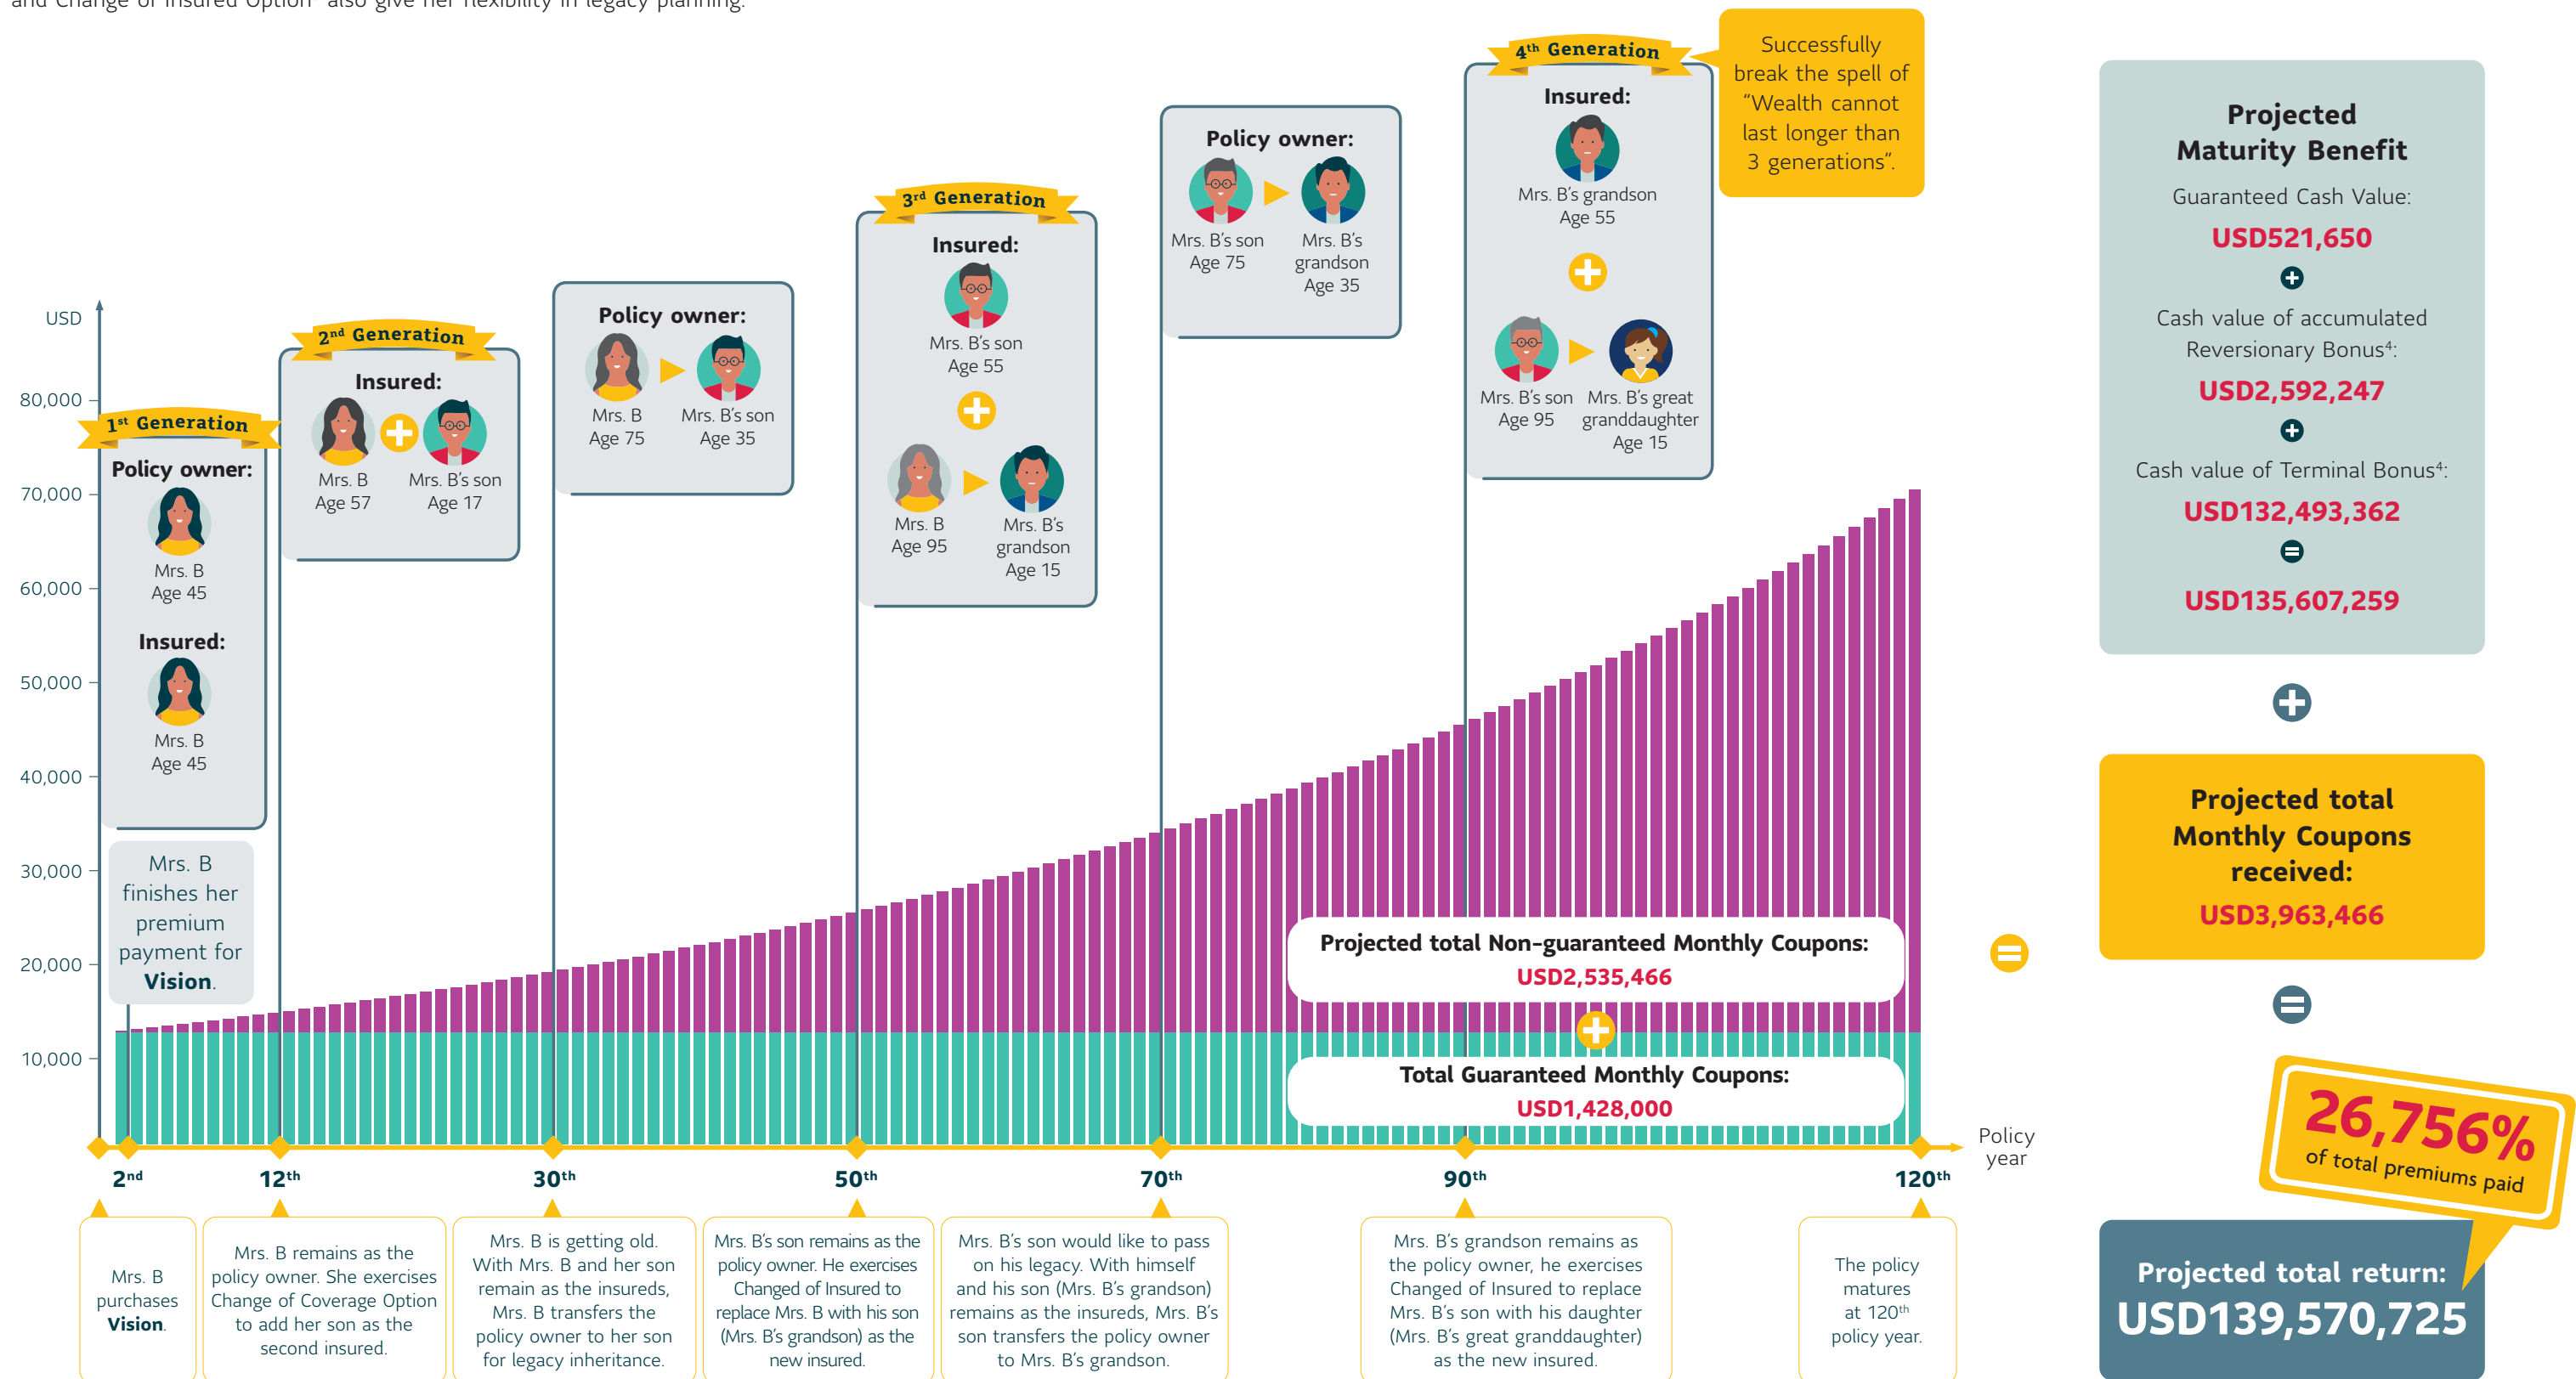 and Change of Insured Option also give her flexibility in legacy planning.
USD
80,000
70,000
60,000
50,000
40,000
30,000
20,000
10,000
1st Generation
Policy owner:
Mrs. B
Age 45
Insured:
Mrs. B
Age 45
Mrs. B
finishes her
premium
payment for
Vision.
2nd Generation
Insured:
Mrs. B
Age 57
+
Mrs. B's son
Age 17
Policy owner:
Mrs. B
Age 75
Mrs. B's son
Age 35
3rd Generation
Insured:
Mrs. B's son
Age 55
+
Mrs. B
Age 95
Mrs. B's
grandson
Age 15
Policy owner:
Mrs. B's son
Age 75
Mrs. B's
grandson
Age 35
4th Generation
Insured:
Mrs. B's grandson
Age 55
+
Mrs. B's son
Age 95
Mrs. B's great
granddaughter
Age 15
Successfully
break the spell of
“Wealth cannot
last longer than
3 generations”.
Projected total Non-guaranteed Monthly Coupons:
USD2,535,466
+
Total Guaranteed Monthly Coupons:
USD1,428,000
Policy
year
2nd
12th
30th
50th
70th
90th
120th
Mrs. B
purchases
Vision.
Mrs. B remains as the
policy owner. She exercises
Change of Coverage Option
to add her son as the
second insured.
Mrs. B is getting old.
With Mrs. B and her son
remain as the insureds,
Mrs. B transfers the
policy owner to her son
for legacy inheritance.
Mrs. B's son remains as the
policy owner. He exercises
Changed of Insured to
replace Mrs. B with his son
(Mrs. B's grandson) as the
new insured.
Mrs. B's son would like to pass
on his legacy. With himself
and his son (Mrs. B's grandson)
remains as the insureds, Mrs. B's
son transfers the policy owner
to Mrs. B's grandson.
Mrs. B's grandson remains as
the policy owner, he exercises
Changed of Insured to replace
Mrs. B's son with his daughter
(Mrs. B's great granddaughter)
as the new insured.
The policy
matures
at 120th
policy year.
=
Projected
Maturity Benefit
Guaranteed Cash Value:
USD521,650
+
Cash value of accumulated
Reversionary Bonus4:
USD2,592,247
+
Cash value of Terminal Bonus4:
USD132,493,362
=
USD135,607,259
+
Projected total
Monthly Coupons
received:
USD3,963,466
=
26,756%
of total premiums paid
Projected total return:
USD139,570,725